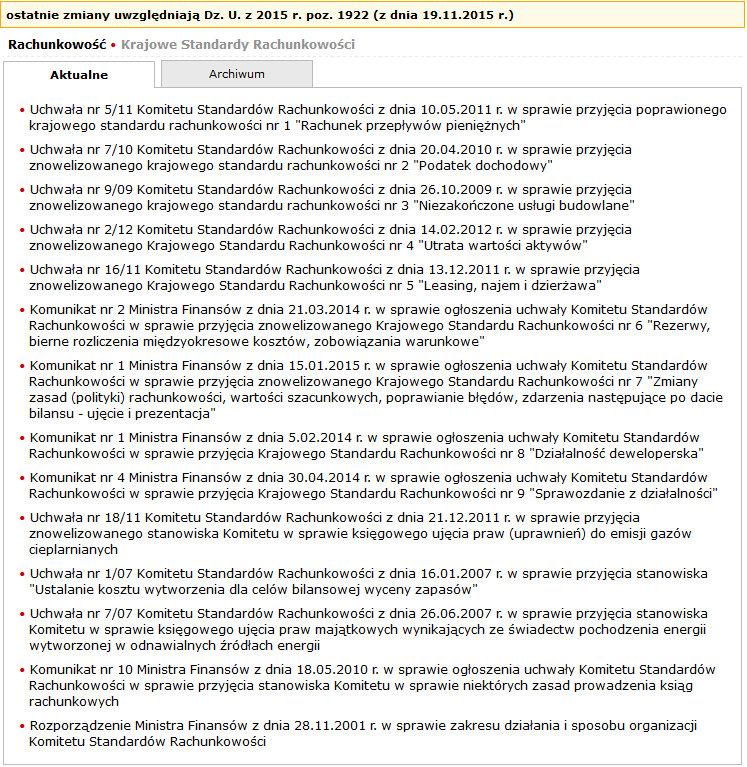 ostatnie zmiany uwzględniają Dz. U. z 2015 r. poz. 1922 (z dnia 19.11.2015 r.)
Rachunkowość • Krajowe Standardy Rachunkowości
Aktualne Archiwum
• Uchwała nr 5/11 Komitetu Standardów Rachunkowości z dnia 10.05.2011 r. w sprawie przyjęcia poprawionego
krajowego standardu rachunkowości nr 1 "Rachunek przepływów pieniężnych"
• Uchwała nr 7/10 Komitetu Standardów Rachunkowości z dnia 20.04.2010 r. w sprawie przyjęcia
znowelizowanego krajowego standardu rachunkowości nr 2 "Podatek dochodowy"
• Uchwała nr 9/09 Komitetu Standardów Rachunkowości z dnia 26.10.2009 r. w sprawie przyjęcia
znowelizowanego krajowego standardu rachunkowości nr 3 "Niezakończone usługi budowlane"
• Uchwała nr 2/12 Komitetu Standardów Rachunkowości z dnia 14.02.2012 r. w sprawie przyjęcia
znowelizowanego Krajowego Standardu Rachunkowości nr 4 "Utrata wartości aktywów"
• Uchwała nr 16/11 Komitetu Standardów Rachunkowości z dnia 13.12.2011 r. w sprawie przyjęcia
znowelizowanego Krajowego Standardu Rachunkowości nr 5 "Leasing, najem i dzierżawa"
• Komunikat nr 2 Ministra Finansów z dnia 21.03.2014 r. w sprawie ogłoszenia uchwały Komitetu Standardów
Rachunkowości w sprawie przyjęcia znowelizowanego Krajowego Standardu Rachunkowości nr 6 "Rezerwy,
bierne rozliczenia międzyokresowe kosztów, zobowiązania warunkowe"
• Komunikat nr 1 Ministra Finansów z dnia 15.01.2015 r. w sprawie ogłoszenia uchwały Komitetu Standardów
Rachunkowości w sprawie przyjęcia znowelizowanego Krajowego Standardu Rachunkowości nr 7 "Zmiany
zasad (polityki) rachunkowości, wartości szacunkowych, poprawianie błędów, zdarzenia następujące po dacie
bilansu - ujęcie i prezentacja"
• Komunikat nr 1 Ministra Finansów z dnia 5.02.2014 r. w sprawie ogłoszenia uchwały Komitetu Standardów
Rachunkowości w sprawie przyjęcia Krajowego Standardu Rachunkowości nr 8 "Działalność deweloperska"
• Komunikat nr 4 Ministra Finansów z dnia 30.04.2014 r. w sprawie ogłoszenia uchwały Komitetu Standardów
Rachunkowości w sprawie przyjęcia Krajowego Standardu Rachunkowości nr 9 "Sprawozdanie z działalności"
• Uchwała nr 18/11 Komitetu Standardów Rachunkowości z dnia 21.12.2011 r. w sprawie przyjęcia
znowelizowanego stanowiska Komitetu w sprawie księgowego ujęcia praw (uprawnień) do emisji gazów
cieplarnianych
• Uchwała nr 1/07 Komitetu Standardów Rachunkowości z dnia 16.01.2007 r. w sprawie przyjęcia stanowiska
"Ustalanie kosztu wytworzenia dla celów bilansowej wyceny zapasów"
• Uchwała nr 7/07 Komitetu Standardów Rachunkowości z dnia 26.06.2007 r. w sprawie przyjęcia stanowiska
Komitetu w sprawie księgowego ujęcia praw majątkowych wynikających ze świadectw pochodzenia energii
wytworzonej w odnawialnych źródłach energii
• Komunikat nr 10 Ministra Finansów z dnia 18.05.2010 r. w sprawie ogłoszenia uchwały Komitetu Standardów
Rachunkowości w sprawie przyjęcia stanowiska Komitetu w sprawie niektórych zasad prowadzenia ksiąg
rachunkowych
• Rozporządzenie Ministra Finansów z dnia 28.11.2001 r. w sprawie zakresu działania i sposobu organizacji
Komitetu Standardów Rachunkowości